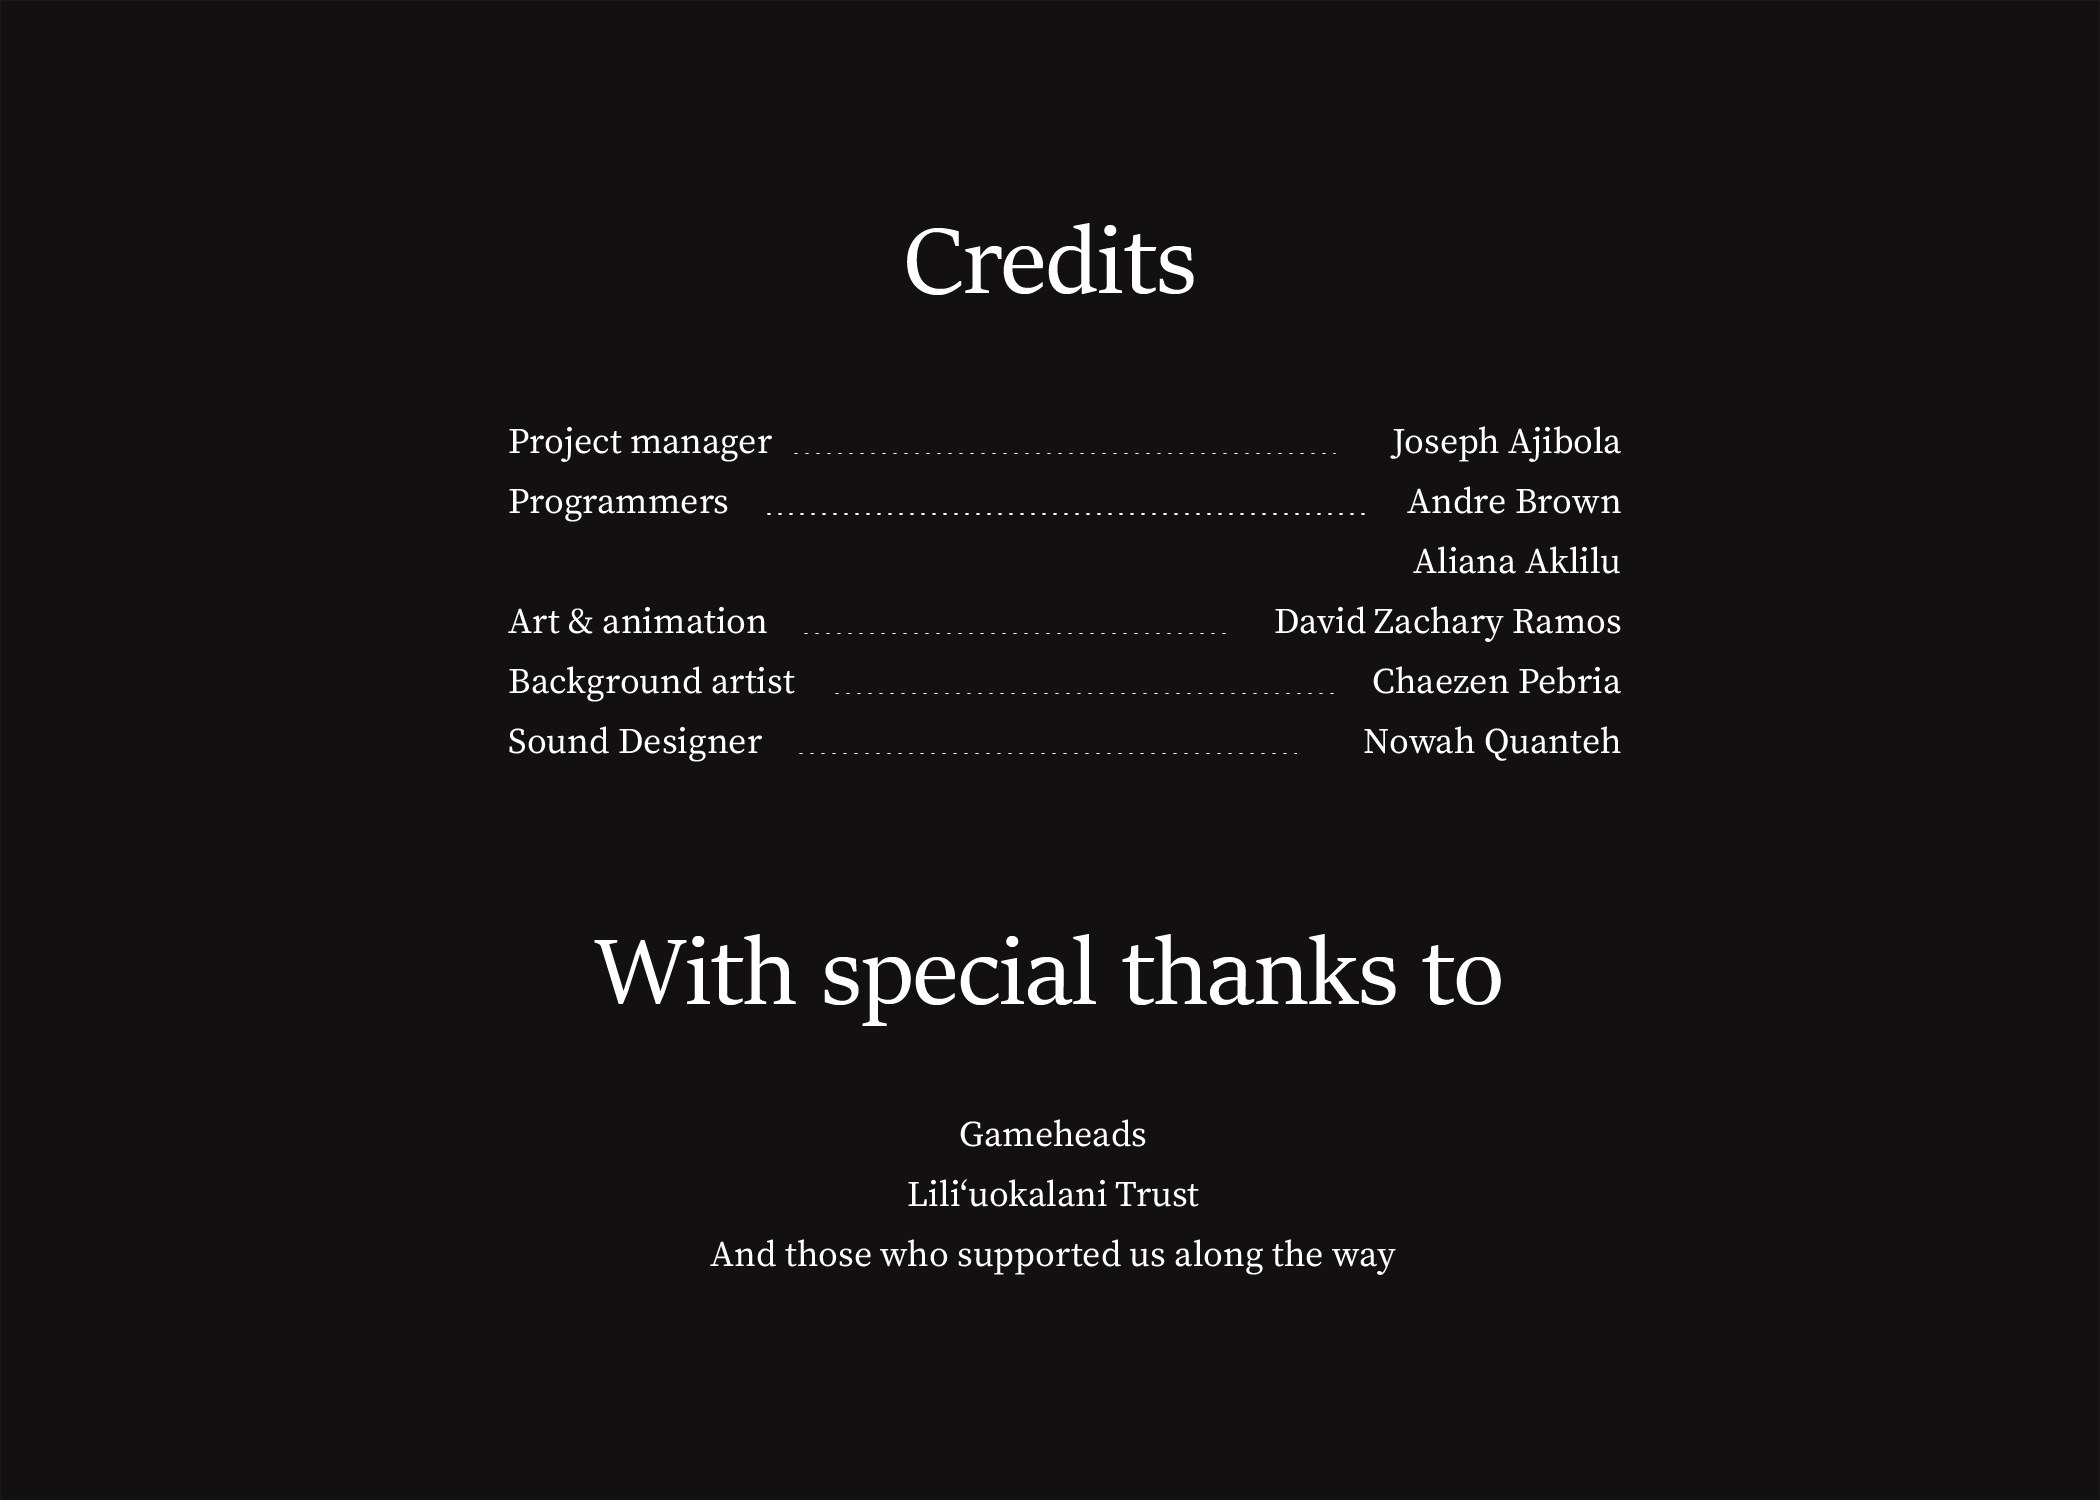 Credits
Project manager ........................ Joseph Ajibola
Programmers ........................ Andre Brown
Aliana Aklilu
Art & animation ........................ David Zachary Ramos
Background artist ........................ Chaezen Pebria
Sound Designer ........................ Nowah Quanteh
With special thanks to
Gameheads
Liliʻuokalani Trust
And those who supported us along the way